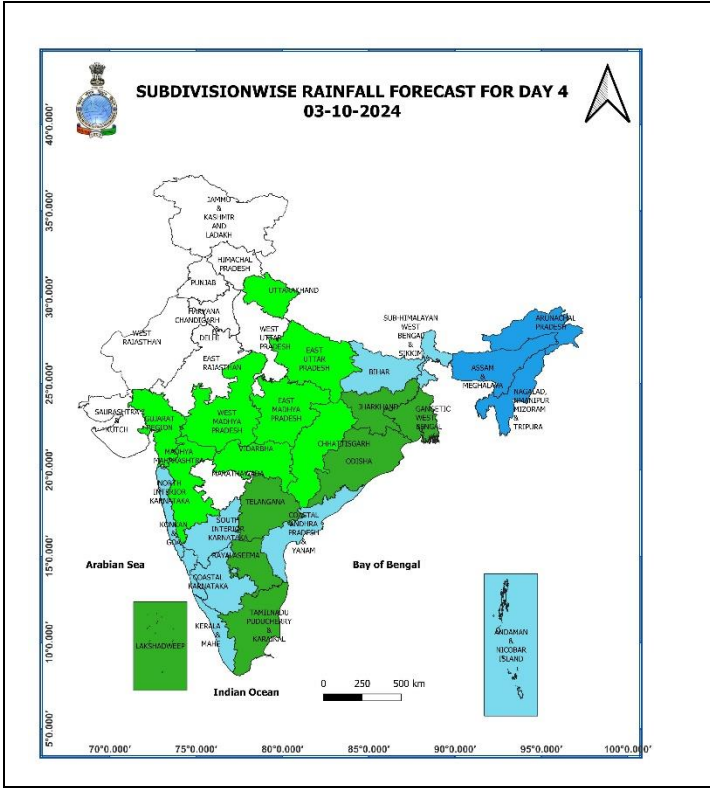 SUBDIVISIONWISE RAINFALL FORECAST FOR DAY 4
03-10-2024
40°0.000'
35°0.000'
30°0.000'
25°0.000'
20°0.000'
15°0.000'
10°0.000'
5°0.000'
JAMMU
&
KASHMIR
AND
LADAKH
HIMACHAL
PRADESH
PUNJAB
UTTARAKHAND
HARYANA
CHANDIGARH
&
DELHI
WEST
RAJASTHAN
WEST
UTTAR
PRADESH
EAST
RAJASTHAN
EAST
UTTAR
PRADESH
SUB-HIMALAYAN
WEST
BENGAL
&
SIKKIM
ARUNACHAL
PRADESH
BIHAR
ASSAM
&
MEGHALAYA
NAGALAD,
MANIPUR
MIZORAM
&
TRIPURA
SAURASHTRA
&
KUTCH
GUJARAT
REGION
WEST
MADHYA
PRADESH
EAST
MADHYA
PRADESH
JHARKHAND
GANGETIC
WEST
BENGAL
CHHATTISGARH
ODISHA
MADHYA
MAHARASHTRA
VIDARBHA
MARATHAWADA
NORTH
INTERIOR
KARNATAKA
TELANGANA
KONKAN
&
GOA
SOUTH
INTERIOR
KARNATAKA
COASTAL
ANDHRA
PRADESH
&
YANAM
RAYALASEEMA
Arabian Sea
Bay of Bengal
COASTAL
KARNATAKA
KERALA
&
MAHE
TAMILNADU
PUDUCHERRY
&
KARAIKAL
LAKSHADWEEP
ANDAMAN
&
NICOBAR
ISLAND
Indian Ocean
0 250 500 km
70°0.000' 75°0.000' 80°0.000' 85°0.000' 90°0.000' 95°0.000' 100°0.000'